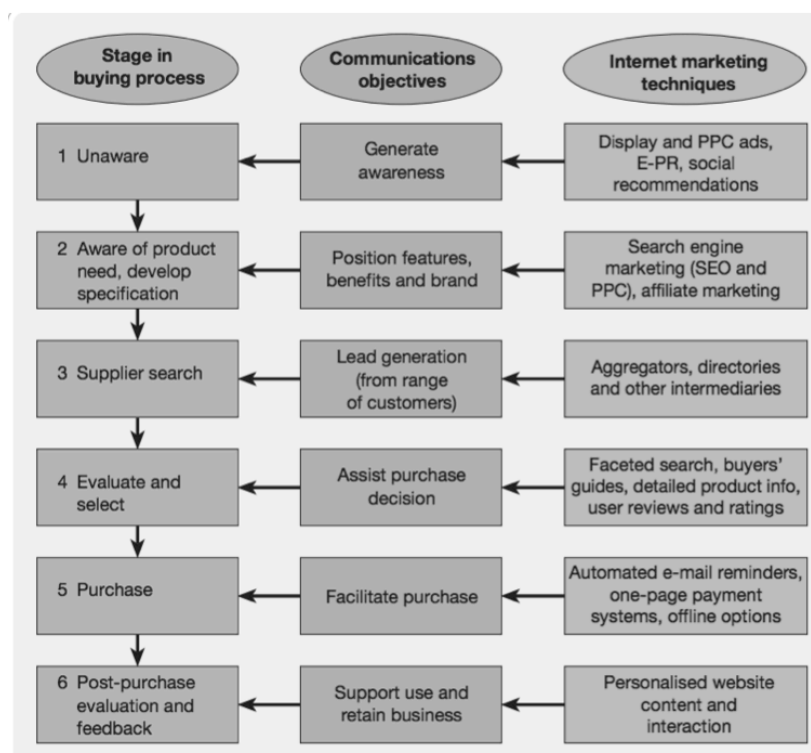 Stage in
buying process
Communications
objectives
Internet marketing
techniques
1 Unaware
Generate
awareness
Display and PPC ads,
E-PR, social
recommendations
2 Aware of product
need, develop
specification
Position features,
benefits and brand
Search engine
marketing (SEO and
PPC), affiliate marketing
3 Supplier search
Lead generation
(from range
of customers)
Aggregators, directories
and other intermediaries
4 Evaluate and
select
Assist purchase
decision
Faceted search, buyers’
guides, detailed product info,
user reviews and ratings
5 Purchase
Facilitate purchase
Automated e-mail reminders,
one-page payment
systems, offline options
6 Post-purchase
evaluation and
feedback
Support use and
retain business
Personalised website
content and
interaction